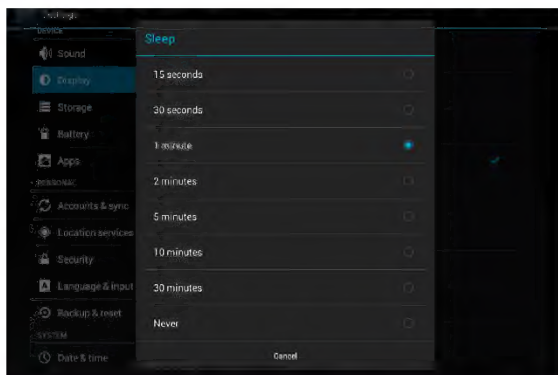 Settings
DEVICE
Sound
Display
Storage
Battery
Apps
PERSONAL
Accounts & sync
Location services
Security
Language & input
Backup & reset
SYSTEM
Date & time
Sleep
15 seconds
30 seconds
1 minute
2 minutes
5 minutes
10 minutes
30 minutes
Never
Cancel